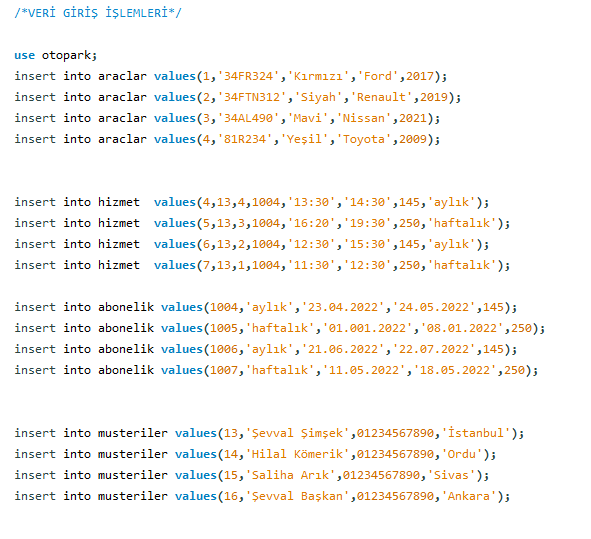 /*VERİ GİRİŞ İŞLEMLERİ*/
use otopark;
insert into araclar values(1,'34FR324','Kırmızı','Ford',2017);
insert into araclar values(2,'34FTN312','Siyah','Renault',2019);
insert into araclar values(3,'34AL490','Mavi','Nissan',2021);
insert into araclar values(4,'81R234','Yeşil','Toyota',2009);
insert into hizmet  values(4,13,4,1004,'13:30','14:30',145,'aylık');
insert into hizmet  values(5,13,3,1004,'16:20','19:30',250,'haftalık');
insert into hizmet  values(6,13,2,1004,'12:30','15:30',145,'aylık');
insert into hizmet  values(7,13,1,1004,'11:30','12:30',250,'haftalık');
insert into abonelik values(1004,'aylık','23.04.2022','24.05.2022',145);
insert into abonelik values(1005,'haftalık','01.001.2022','08.01.2022',250);
insert into abonelik values(1006,'aylık','21.06.2022','22.07.2022',145);
insert into abonelik values(1007,'haftalık','11.05.2022','18.05.2022',250);
insert into musteriler values(13,'Şevval Şimşek',01234567890,'İstanbul');
insert into musteriler values(14,'Hilal Kömerik',01234567890,'Ordu');
insert into musteriler values(15,'Saliha Arık',01234567890,'Sivas');
insert into musteriler values(16,'Şevval Başkan',01234567890,'Ankara');